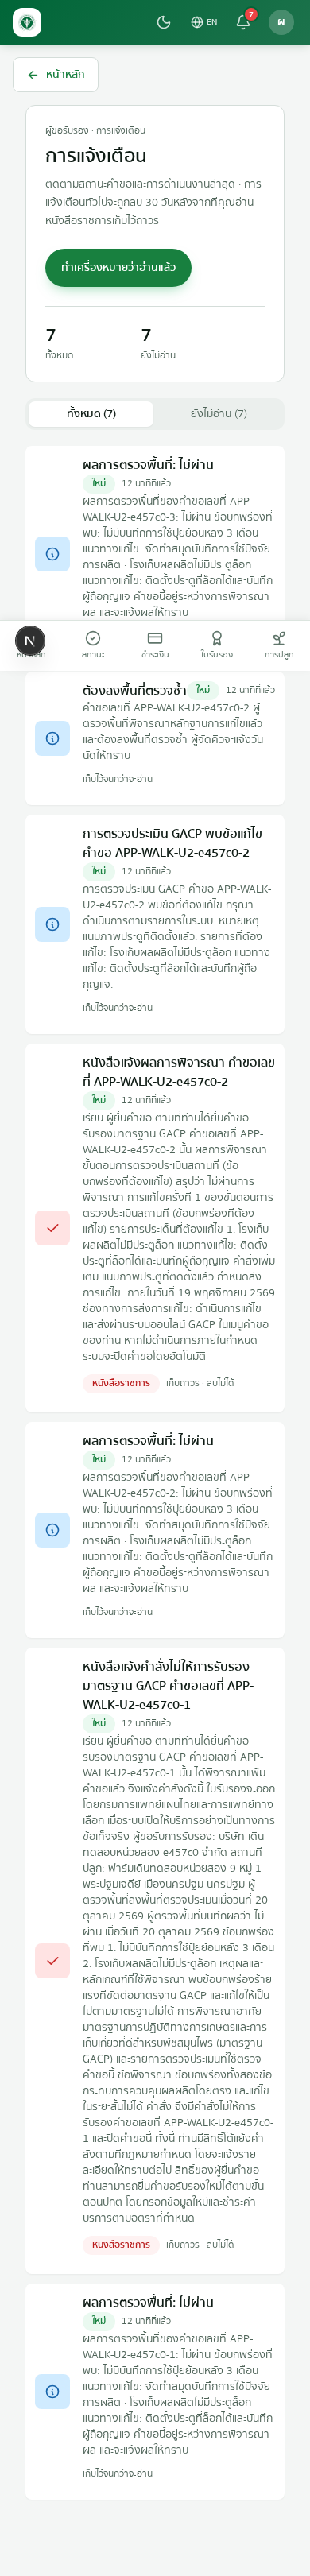 EN
7
พ
หน้าหลัก
ผู้ขอรับรอง · การแจ้งเตือน
การแจ้งเตือน
ติดตามสถานะคำขอและการดำเนินงานล่าสุด · การ
แจ้งเตือนทั่วไปจะถูกลบ 30 วันหลังจากที่คุณอ่าน ·
หนังสือราชการเก็บไว้ถาวร
ทำเครื่องหมายว่าอ่านแล้ว
7 7
ทั้งหมด ยังไม่อ่าน
ทั้งหมด (7) ยังไม่อ่าน (7)
ผลการตรวจพื้นที่: ไม่ผ่าน
ใหม่ 12 นาทีที่แล้ว
ผลการตรวจพื้นที่ของคำขอเลขที่ APP-
WALK-U2-e457c0-3: ไม่ผ่าน ข้อบกพร่องที่
พบ: ไม่มีบันทึกการใช้ปุ๋ยย้อนหลัง 3 เดือน
แนวทางแก้ไข: จัดทำสมุดบันทึกการใช้ปัจจัย
การผลิต · โรงเก็บผลผลิตไม่มีประตูล็อก
แนวทางแก้ไข: ติดตั้งประตูที่ล็อกได้และบันทึก
ผู้ถือกุญแจ คำขอนี้อยู่ระหว่างการพิจารณา
ผล และจะแจ้งผลให้ทราบ
N
สถานะ ชำระเงิน ใบรับรอง การปลูก
ต้องลงพื้นที่ตรวจซ้ำ ใหม่ 12 นาทีที่แล้ว
คำขอเลขที่ APP-WALK-U2-e457c0-2 ผู้
ตรวจพื้นที่พิจารณาหลักฐานการแก้ไขแล้ว
และต้องลงพื้นที่ตรวจซ้ำ ผู้จัดคิวจะแจ้งวัน
นัดให้ทราบ
เก็บไว้จนกว่าจะอ่าน
การตรวจประเมิน GACP พบข้อแก้ไข
คำขอ APP-WALK-U2-e457c0-2
ใหม่ 12 นาทีที่แล้ว
การตรวจประเมิน GACP คำขอ APP-WALK-
U2-e457c0-2 พบข้อที่ต้องแก้ไข กรุณา
ดำเนินการตามรายการในระบบ. หมายเหตุ:
แนบภาพประตูที่ติดตั้งแล้ว. รายการที่ต้อง
แก้ไข: โรงเก็บผลผลิตไม่มีประตูล็อก แนวทาง
แก้ไข: ติดตั้งประตูที่ล็อกได้และบันทึกผู้ถือ
กุญแจ.
เก็บไว้จนกว่าจะอ่าน
หนังสือแจ้งผลการพิจารณา คำขอเลข
ที่ APP-WALK-U2-e457c0-2
ใหม่ 12 นาทีที่แล้ว
เรียน ผู้ยื่นคำขอ ตามที่ท่านได้ยื่นคำขอ
รับรองมาตรฐาน GACP คำขอเลขที่ APP-
WALK-U2-e457c0-2 นั้น ผลการพิจารณา
ขั้นตอนการตรวจประเมินสถานที่ (ข้อ
บกพร่องที่ต้องแก้ไข) สรุปว่า ไม่ผ่านการ
พิจารณา การแก้ไขครั้งที่ 1 ของขั้นตอนการ
ตรวจประเมินสถานที่ (ข้อบกพร่องที่ต้อง
แก้ไข) รายการประเด็นที่ต้องแก้ไข 1. โรงเก็บ
ผลผลิตไม่มีประตูล็อก แนวทางแก้ไข: ติดตั้ง
ประตูที่ล็อกได้และบันทึกผู้ถือกุญแจ คำสั่งเพิ่ม
เติม แนบภาพประตูที่ติดตั้งแล้ว กำหนดส่ง
การแก้ไข: ภายในวันที่ 19 พฤศจิกายน 2569
ช่องทางการส่งการแก้ไข: ดำเนินการแก้ไข
และส่งผ่านระบบออนไลน์ GACP ในเมนูคำขอ
ของท่าน หากไม่ดำเนินการภายในกำหนด
ระบบจะปิดคำขอโดยอัตโนมัติ
หนังสือราชการ เก็บถาวร · ลบไม่ได้
ผลการตรวจพื้นที่: ไม่ผ่าน
ใหม่ 12 นาทีที่แล้ว
ผลการตรวจพื้นที่ของคำขอเลขที่ APP-
WALK-U2-e457c0-2: ไม่ผ่าน ข้อบกพร่องที่
พบ: ไม่มีบันทึกการใช้ปุ๋ยย้อนหลัง 3 เดือน
แนวทางแก้ไข: จัดทำสมุดบันทึกการใช้ปัจจัย
การผลิต · โรงเก็บผลผลิตไม่มีประตูล็อก
แนวทางแก้ไข: ติดตั้งประตูที่ล็อกได้และบันทึก
ผู้ถือกุญแจ คำขอนี้อยู่ระหว่างการพิจารณา
ผล และจะแจ้งผลให้ทราบ
เก็บไว้จนกว่าจะอ่าน
หนังสือแจ้งคำสั่งไม่ให้การรับรอง
มาตรฐาน GACP คำขอเลขที่ APP-
WALK-U2-e457c0-1
ใหม่ 12 นาทีที่แล้ว
เรียน ผู้ยื่นคำขอ ตามที่ท่านได้ยื่นคำขอ
รับรองมาตรฐาน GACP คำขอเลขที่ APP-
WALK-U2-e457c0-1 นั้น ได้พิจารณาแฟ้ม
คำขอแล้ว จึงแจ้งคำสั่งดังนี้ ใบรับรองจะออก
โดยกรมการแพทย์แผนไทยและการแพทย์ทาง
เลือก เมื่อระบบเปิดให้บริการอย่างเป็นทางการ
ข้อเท็จจริง ผู้ขอรับการรับรอง: บริษัท เดิน
ทดสอบหน่วยสอง e457c0 จำกัด สถานที่
ปลูก: ฟาร์มเดินทดสอบหน่วยสอง 9 หมู่ 1
พระปฐมเจดีย์ เมืองนครปฐม นครปฐม ผู้
ตรวจพื้นที่ลงพื้นที่ตรวจประเมินเมื่อวันที่ 20
ตุลาคม 2569 ผู้ตรวจพื้นที่บันทึกผลว่า ไม่
ผ่าน เมื่อวันที่ 20 ตุลาคม 2569 ข้อบกพร่อง
ที่พบ 1. ไม่มีบันทึกการใช้ปุ๋ยย้อนหลัง 3 เดือน
2. โรงเก็บผลผลิตไม่มีประตูล็อก เหตุผลและ
หลักเกณฑ์ที่ใช้พิจารณา พบข้อบกพร่องร้าย
แรงที่ขัดต่อมาตรฐาน GACP และแก้ไขให้เป็น
ไปตามมาตรฐานไม่ได้ การพิจารณาอาศัย
มาตรฐานการปฏิบัติทางการเกษตรและการ
เก็บเกี่ยวที่ดีสำหรับพืชสมุนไพร (มาตรฐาน
GACP) และรายการตรวจประเมินที่ใช้ตรวจ
คำขอนี้ ข้อพิจารณา ข้อบกพร่องทั้งสองข้อ
กระทบการควบคุมผลผลิตโดยตรง และแก้ไข
ในระยะสั้นไม่ได้ คำสั่ง จึงมีคำสั่งไม่ให้การ
รับรองคำขอเลขที่ APP-WALK-U2-e457c0-
1 และปิดคำขอนี้ ทั้งนี้ ท่านมีสิทธิโต้แย้งคำ
สั่งตามที่กฎหมายกำหนด โดยจะแจ้งราย
ละเอียดให้ทราบต่อไป สิทธิของผู้ยื่นคำขอ
ท่านสามารถยื่นคำขอรับรองใหม่ได้ตามขั้น
ตอนปกติ โดยกรอกข้อมูลใหม่และชำระค่า
บริการตามอัตราที่กำหนด
หนังสือราชการ เก็บถาวร · ลบไม่ได้
ผลการตรวจพื้นที่: ไม่ผ่าน
ใหม่ 12 นาทีที่แล้ว
ผลการตรวจพื้นที่ของคำขอเลขที่ APP-
WALK-U2-e457c0-1: ไม่ผ่าน ข้อบกพร่องที่
พบ: ไม่มีบันทึกการใช้ปุ๋ยย้อนหลัง 3 เดือน
แนวทางแก้ไข: จัดทำสมุดบันทึกการใช้ปัจจัย
การผลิต · โรงเก็บผลผลิตไม่มีประตูล็อก
แนวทางแก้ไข: ติดตั้งประตูที่ล็อกได้และบันทึก
ผู้ถือกุญแจ คำขอนี้อยู่ระหว่างการพิจารณา
ผล และจะแจ้งผลให้ทราบ
เก็บไว้จนกว่าจะอ่าน